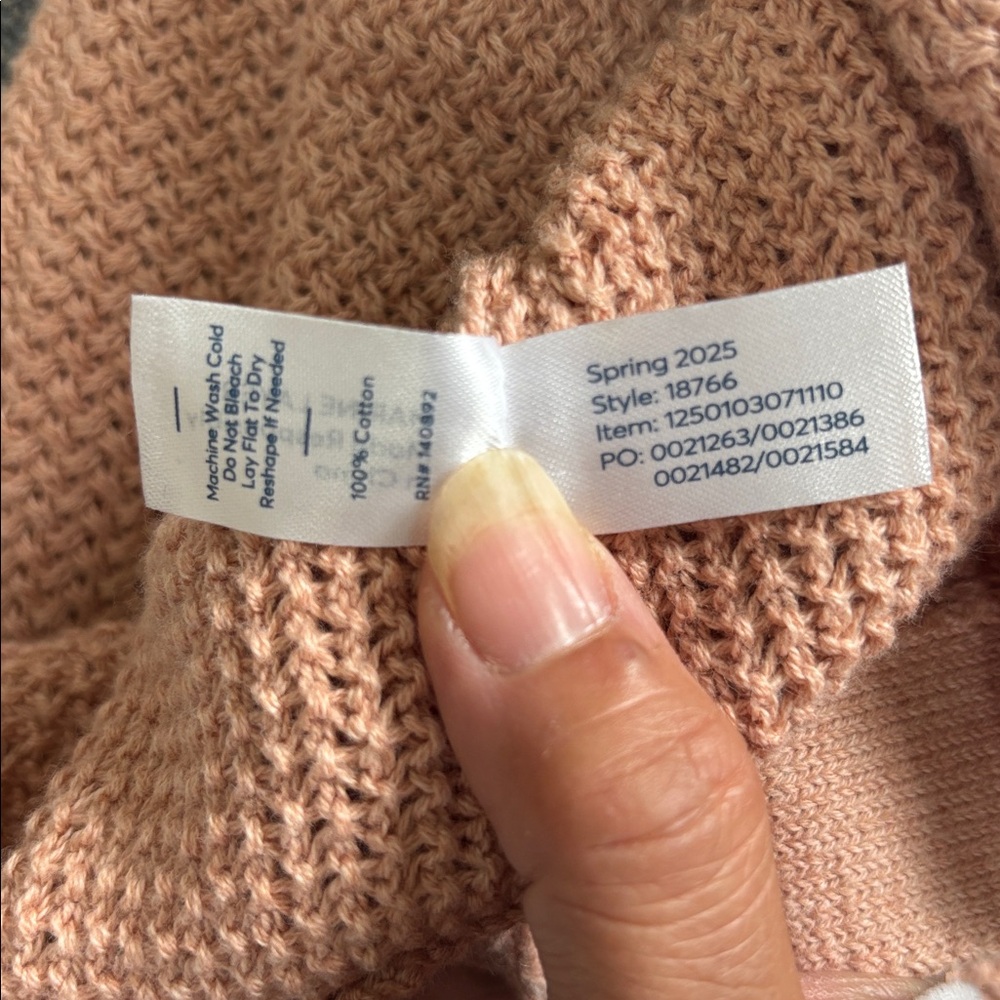 Machine Wash Cold
Do Not Bleach
Lay Flat To Dry
Reshape If Needed
100% Cotton
RN# 140892
Spring 2025
Style: 18766
Item: 1250103071110
PO: 0021263/0021386
0021482/0021584